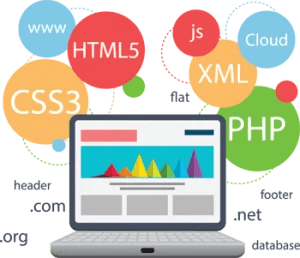 www
js
Cloud
HTML5
XML
CSS3
flat
PHP
header
footer
.com
.net
.org
database